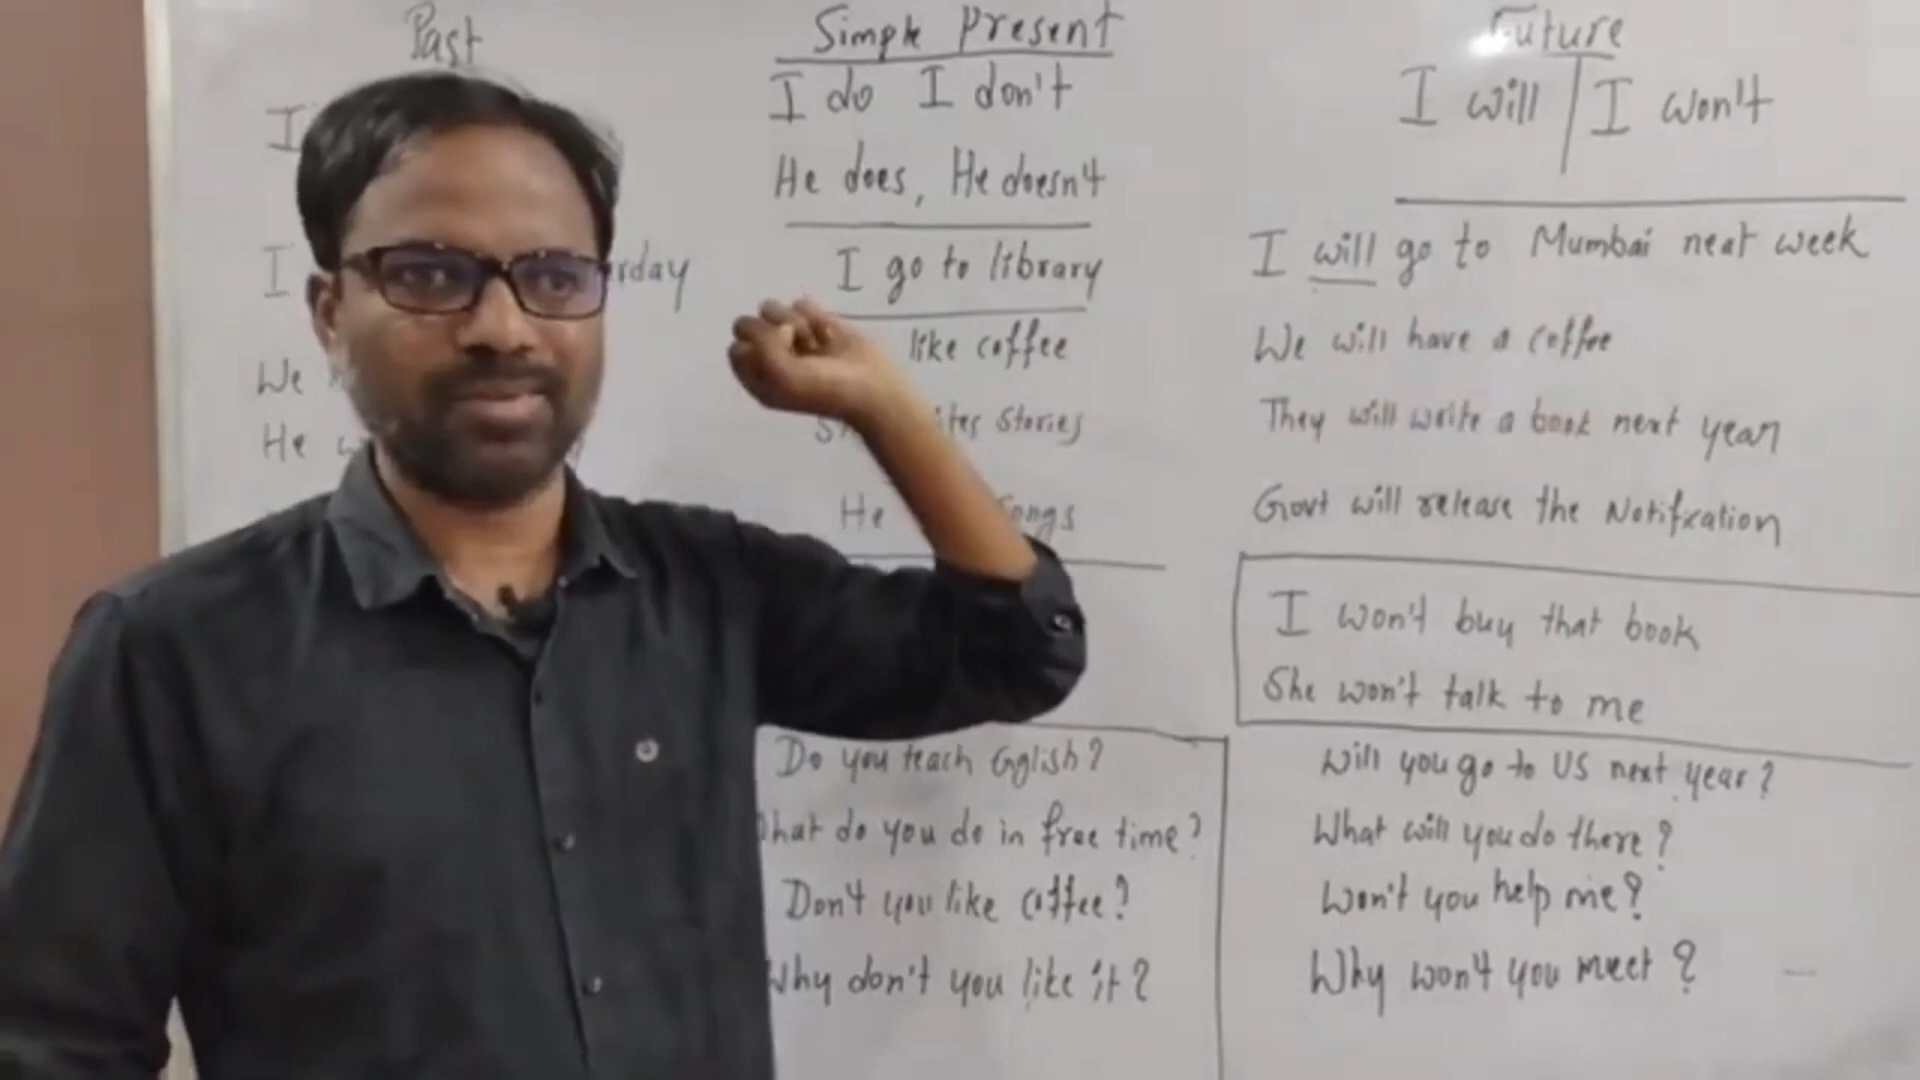 Past
I
I rday
We
He
Simple Present
I do I don't
He does, He doesn't
I go to library
like coffee
Stories
He
Do you teach English?
What do you do in free time?
Don't you like coffee?
Why don't you like it?
Future
I will / I won't
I will go to Mumbai next week
We will have a coffee
They will write a book next year
Govt will release the Notification
I won't buy that book
She won't talk to me
Will you go to US next year?
What will you do there?
Won't you help me?
Why won't you meet?